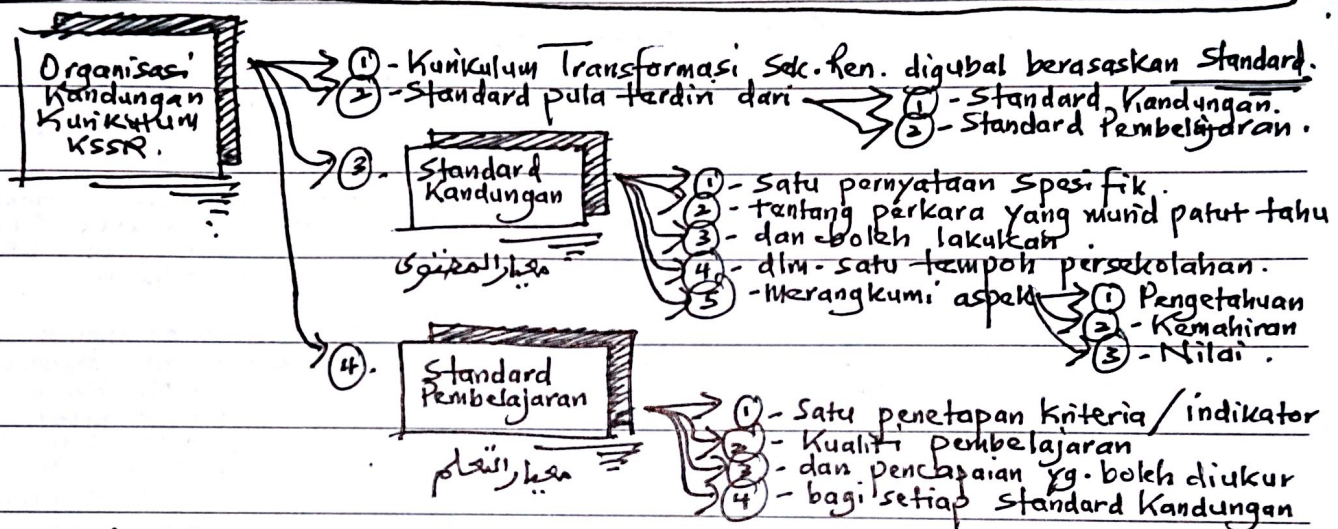 Organisasi
Kandungan
Kurikulum
KSSR.
① - Kurikulum Transformasi Sek. Ren. digubal berasaskan Standard.
② - Standard pula terdiri dari
① - Standard Kandungan.
② - Standard Pembelajaran.
③. Standard
Kandungan
معيار المحتوى
① - Satu pernyataan Spesifik.
② - tentang perkara yang murid patut tahu
③ - dan boleh lakukan.
④ - dlm. satu tempoh persekolahan.
⑤ - Merangkumi aspek
① Pengetahuan
② - Kemahiran
③ - Nilai.
④. Standard
Pembelajaran
معيار التعلم
① - Satu penetapan kriteria / indikator
② - Kualiti pembelajaran
③ - dan pencapaian yg. boleh diukur
④ - bagi setiap Standard Kandungan